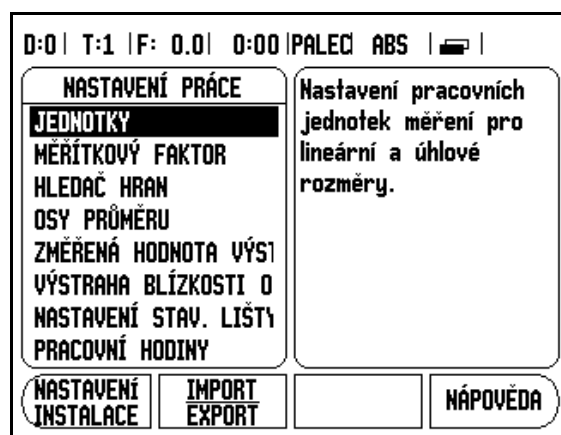 D:0 | T:1 | F: 0.0 | 0:00 |PALEC| ABS | |
NASTAVENÍ PRÁCE
JEDNOTKY
MĚŘÍTKOVÝ FAKTOR
HLEDAČ HRAN
OSY PRŮMĚRU
ZMĚŘENÁ HODNOTA VÝST
VÝSTRAHA BLÍZKOSTI O
NASTAVENÍ STAV. LIŠTY
PRACOVNÍ HODINY
Nastavení pracovních
jednotek měření pro
lineární a úhlové
rozměry.
NASTAVENÍ
INSTALACE
IMPORT
EXPORT
NÁPOVĚDA